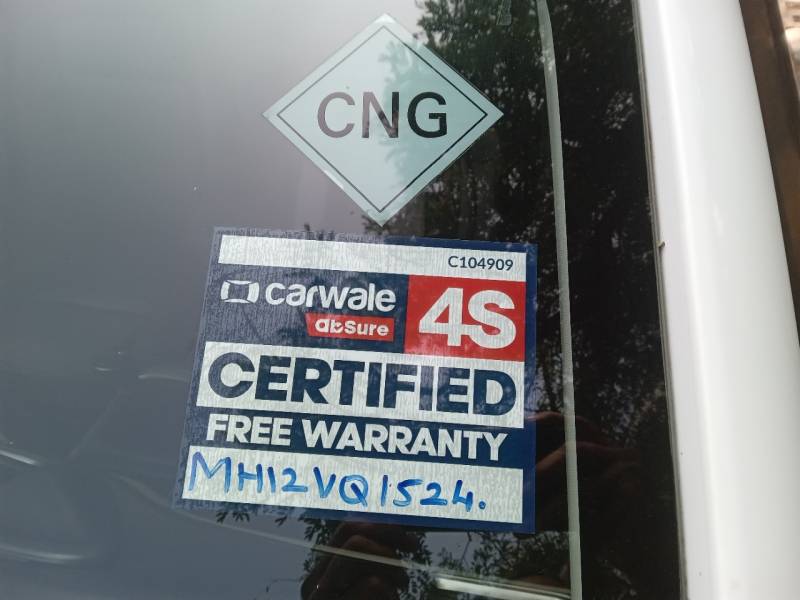 CNG
C104909
carwale
abSure
4S
CERTIFIED
FREE WARRANTY
MH12VQ1524.